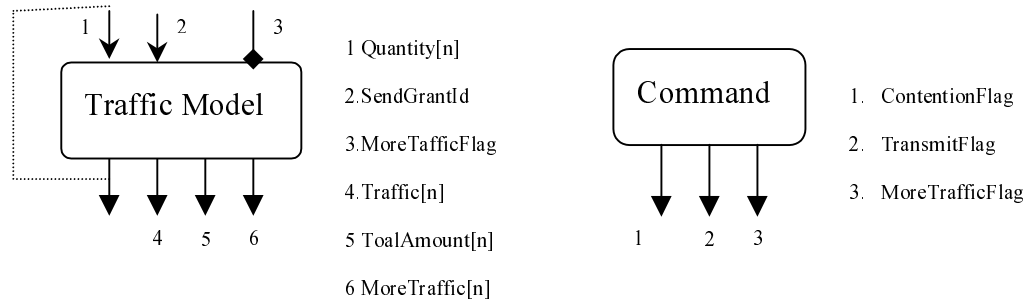 1
2
3
Traffic Model
4
5
6
1 Quantity[n]
2.SendGrantId
3.MoreTafficFlag
4.Traffic[n]
5 ToalAmount[n]
6 MoreTraffic[n]
Command
1
2
3
1. ContentionFlag
2. TransmitFlag
3. MoreTrafficFlag